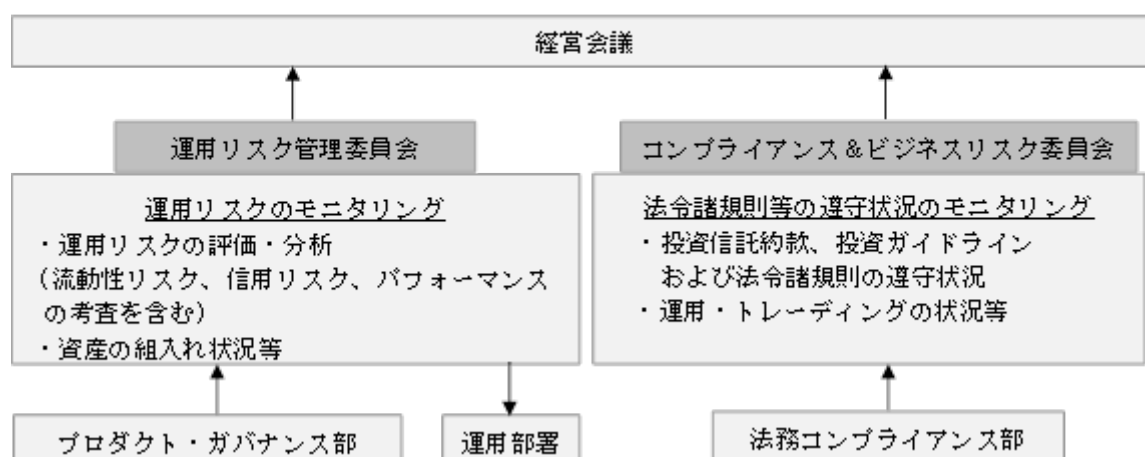 経営会議
運用リスク管理委員会
運用リスクのモニタリング
・運用リスクの評価・分析
(流動性リスク、信用リスク、パフォーマンス
の考査を含む)
・資産の組入れ状況等
プロダクト・ガバナンス部
運用部署
コンプライアンス&ビジネスリスク委員会
法令諸規則等の遵守状況のモニタリング
・投資信託約款、投資ガイドライン
および法令諸規則の遵守状況
・運用・トレーディングの状況等
法務コンプライアンス部